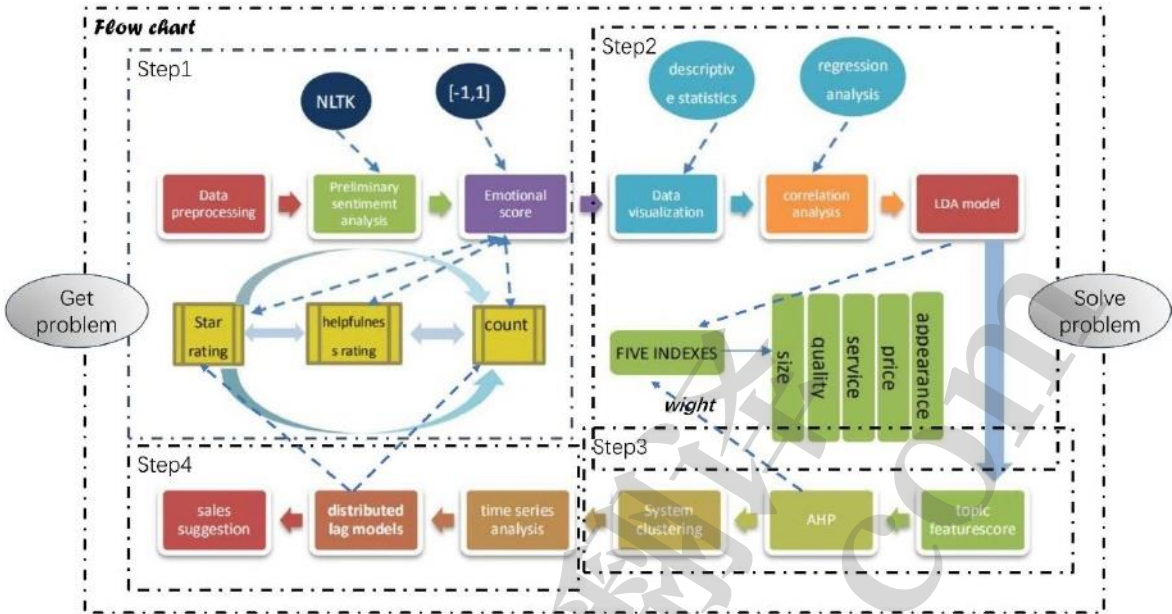 Flow chart
Step1
NLTK
[-1,1]
Data
preprocessing
Preliminary
sentimemt
analysis
Emotional
score
Star
rating
helpfulnes
s rating
count
Get
problem
Step2
descriptiv
e statistics
regression
analysis
Data
visualization
correlation
analysis
LDA model
FIVE INDEXES
size
quality
service
price
appearance
wight
Solve
problem
Step3
topic
featurescore
AHP
System
clustering
Step4
time series
analysis
distributed
lag models
sales
suggestion
com